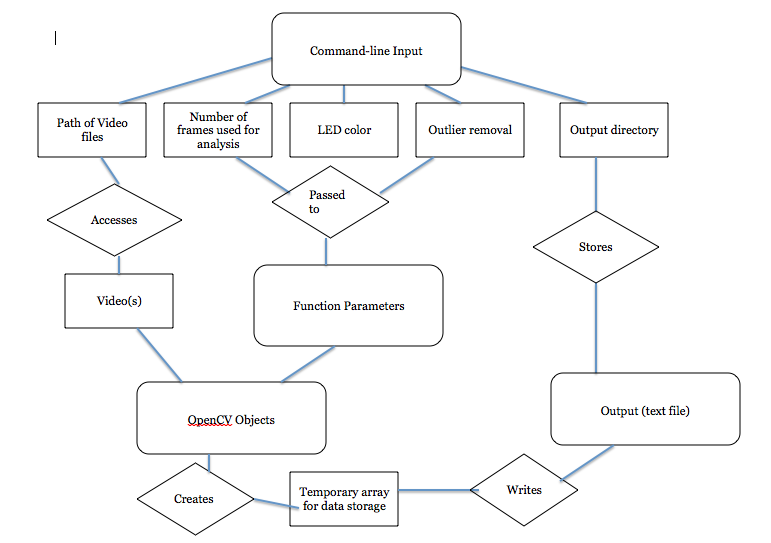 Command-line Input
Path of Video
files
Number of
frames used for
analysis
LED color
Outlier removal
Output directory
Passed
to
Accesses
Stores
Video(s)
Function Parameters
Output (text file)
OpenCV Objects
Creates
Temporary array
for data storage
Writes